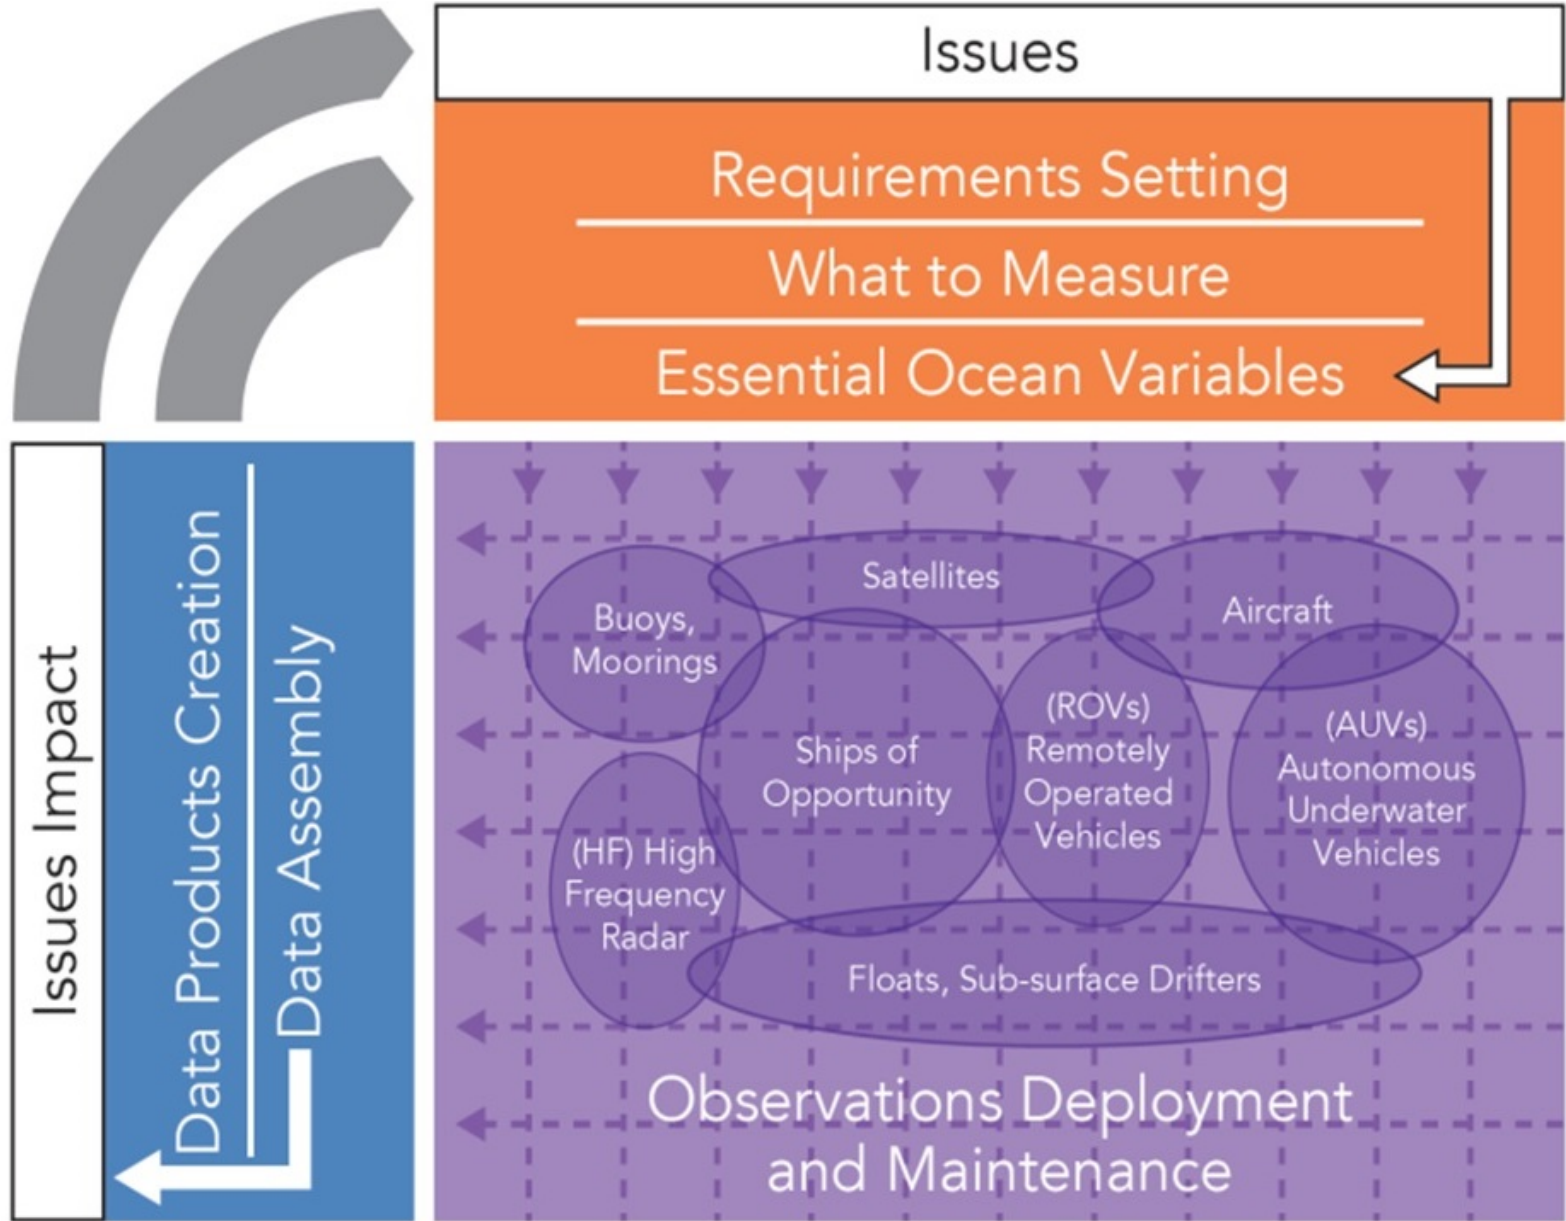 Issues
Requirements Setting
What to Measure
Essential Ocean Variables
Issues Impact
Data Products Creation
Data Assembly
Satellites
Aircraft
Buoys,
Moorings
Ships of
Opportunity
(ROVs)
Remotely
Operated
Vehicles
(AUVs)
Autonomous
Underwater
Vehicles
(HF) High
Frequency
Radar
Floats, Sub-surface Drifters
Observations Deployment
and Maintenance